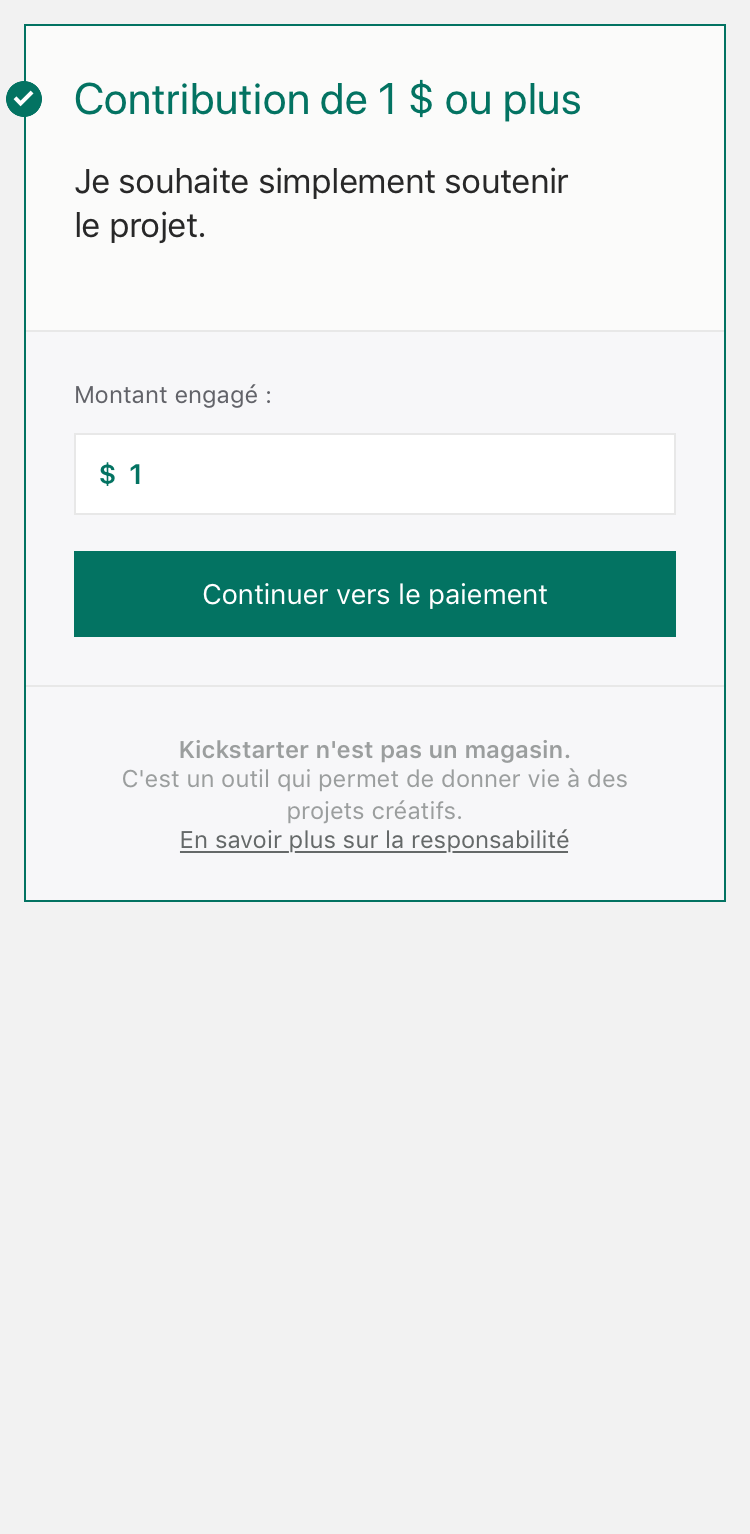 Contribution de 1 $ ou plus
Je souhaite simplement soutenir
le projet.
Montant engagé :
$ 1
Continuer vers le paiement
Kickstarter n'est pas un magasin.
C'est un outil qui permet de donner vie à des
projets créatifs.
En savoir plus sur la responsabilité